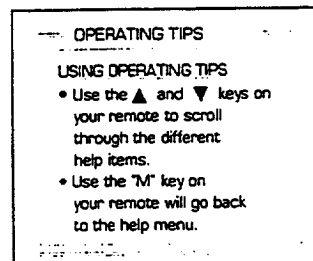 OPERATING TIPS
USING OPERATING TIPS
• Use the ▲ and ▼ keys on
your remote to scroll
through the different
help items.
• Use the "M" key on
your remote will go back
to the help menu.